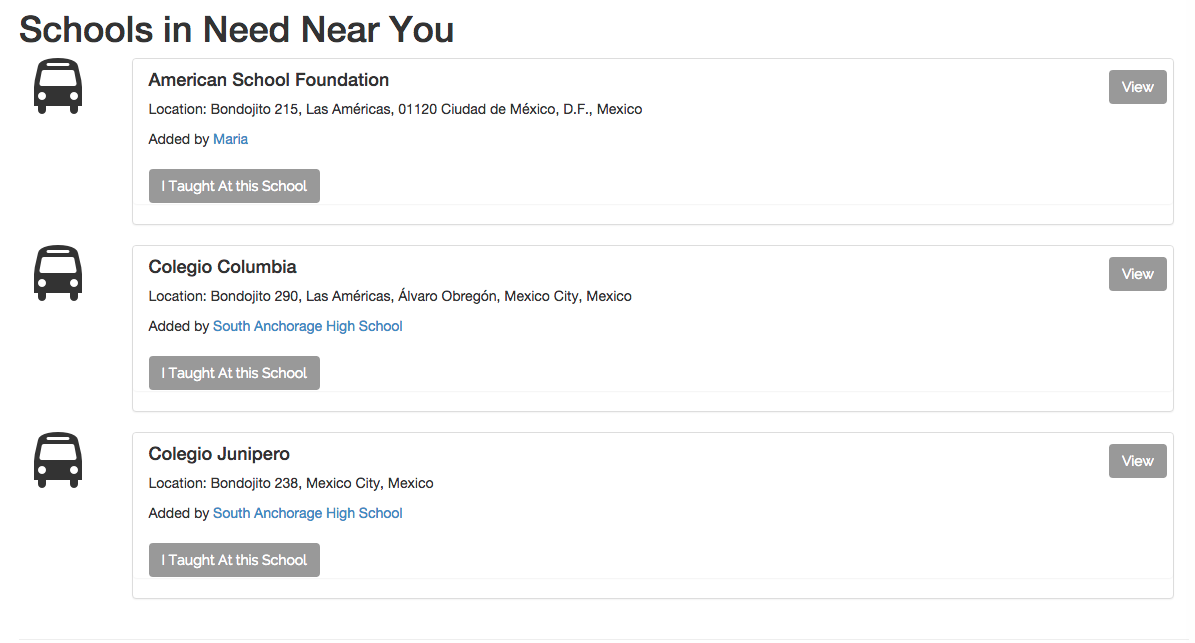 Schools in Need Near You
American School Foundation
View
Location: Bondojito 215, Las Américas, 01120 Ciudad de México, D.F., Mexico
Added by Maria
I Taught At this School
Colegio Columbia
View
Location: Bondojito 290, Las Américas, Álvaro Obregón, Mexico City, Mexico
Added by South Anchorage High School
I Taught At this School
Colegio Junipero
View
Location: Bondojito 238, Mexico City, Mexico
Added by South Anchorage High School
I Taught At this School